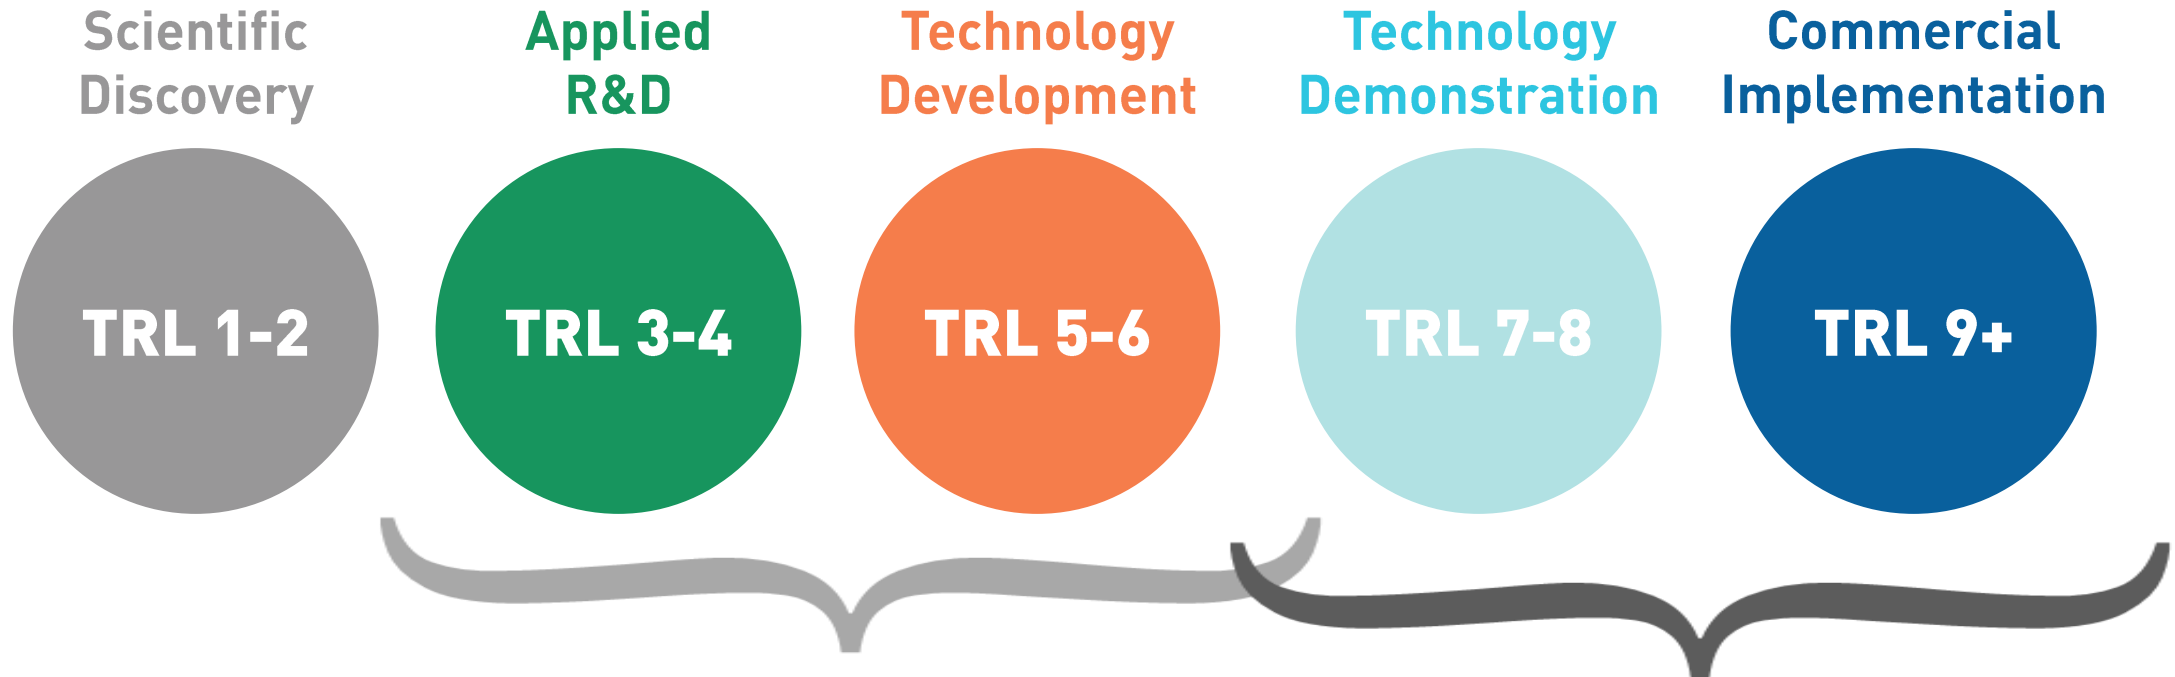 Scientific
Discovery
Applied
R&D
Technology
Development
Technology
Demonstration
Commercial
Implementation
TRL 1-2
TRL 3-4
TRL 5-6
TRL 7-8
TRL 9+